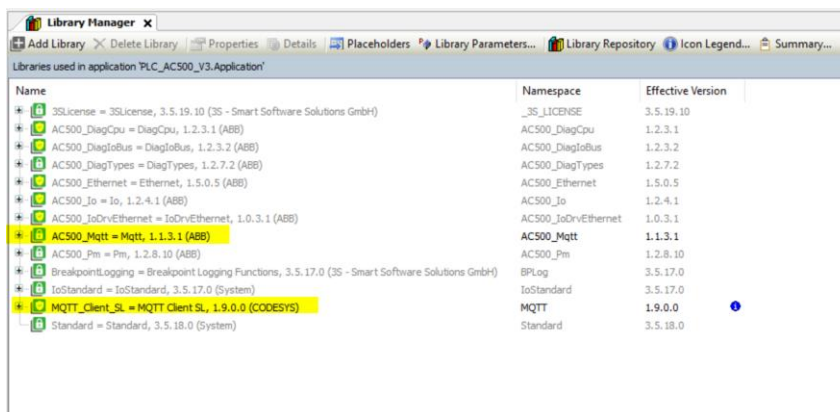 Library Manager X
Add Library Delete Library Properties Details Placeholders Library Parameters... Library Repository Icon Legend... Summary...
Libraries used in application 'PLC_AC500_V3.Application'
Name Namespace Effective Version
3SLicense = 3SLicense, 3.5.19.10 (3S - Smart Software Solutions GmbH) _3S_LICENSE 3.5.19.10
AC500_DiagCpu = DiagCpu, 1.2.3.1 (ABB) AC500_DiagCpu 1.2.3.1
AC500_DiagIoBus = DiagIoBus, 1.2.3.2 (ABB) AC500_DiagIoBus 1.2.3.2
AC500_DiagTypes = DiagTypes, 1.2.7.2 (ABB) AC500_DiagTypes 1.2.7.2
AC500_Ethernet = Ethernet, 1.5.0.5 (ABB) AC500_Ethernet 1.5.0.5
AC500_Io = Io, 1.2.4.1 (ABB) AC500_Io 1.2.4.1
AC500_IoDrvEthernet = IoDrvEthernet, 1.0.3.1 (ABB) AC500_IoDrvEthernet 1.0.3.1
AC500_Mqtt = Mqtt, 1.1.3.1 (ABB) AC500_Mqtt 1.1.3.1
AC500_Pm = Pm, 1.2.8.10 (ABB) AC500_Pm 1.2.8.10
BreakpointLogging = Breakpoint Logging Functions, 3.5.17.0 (3S - Smart Software Solutions GmbH) BPLog 3.5.17.0
IoStandard = IoStandard, 3.5.17.0 (System) IoStandard 3.5.17.0
MQTT_Client_SL = MQTT Client SL, 1.9.0.0 (CODESYS) MQTT 1.9.0.0
Standard = Standard, 3.5.18.0 (System) Standard 3.5.18.0